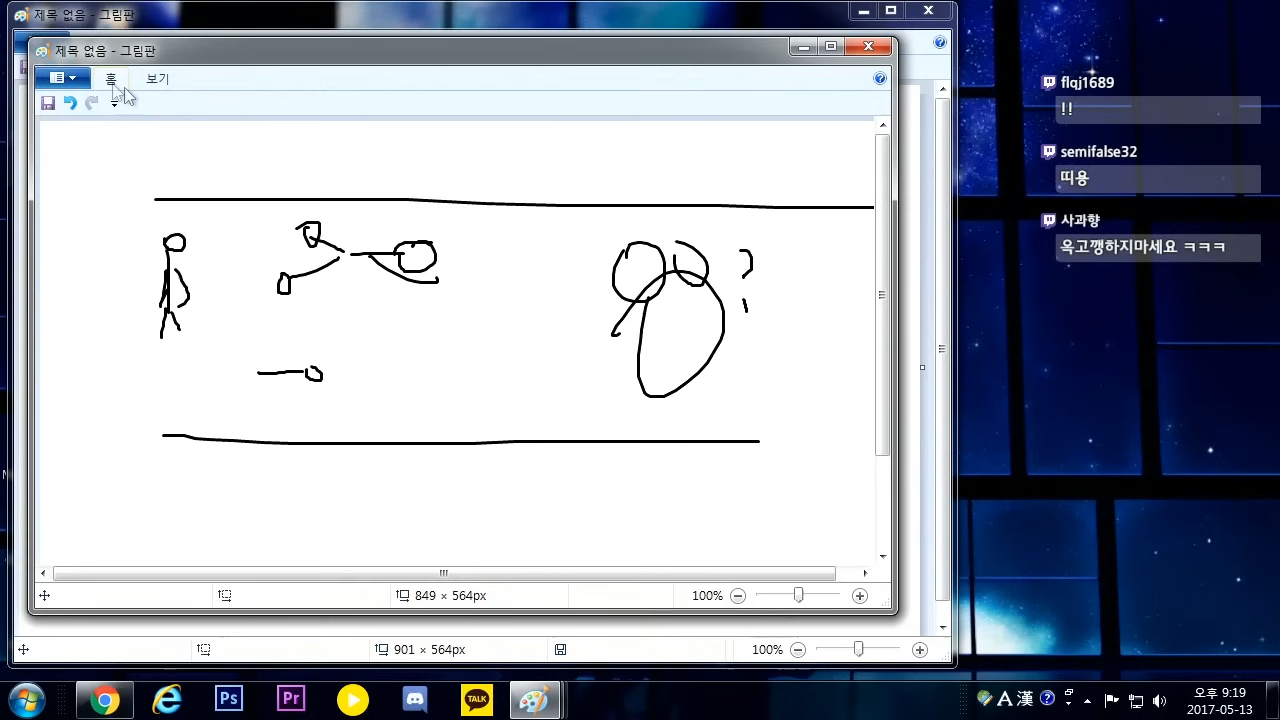 제목 없음 - 그림판
제목 없음 - 그림판
홈
보기
flqj1689
!!
semifalse32
띠용
사과향
옥고깽하지마세요 ㅋㅋㅋ
849 × 564px
100%
901 × 564px
100%
Ps
Pr
TALK
A 漢
오후 9:19
2017-05-13